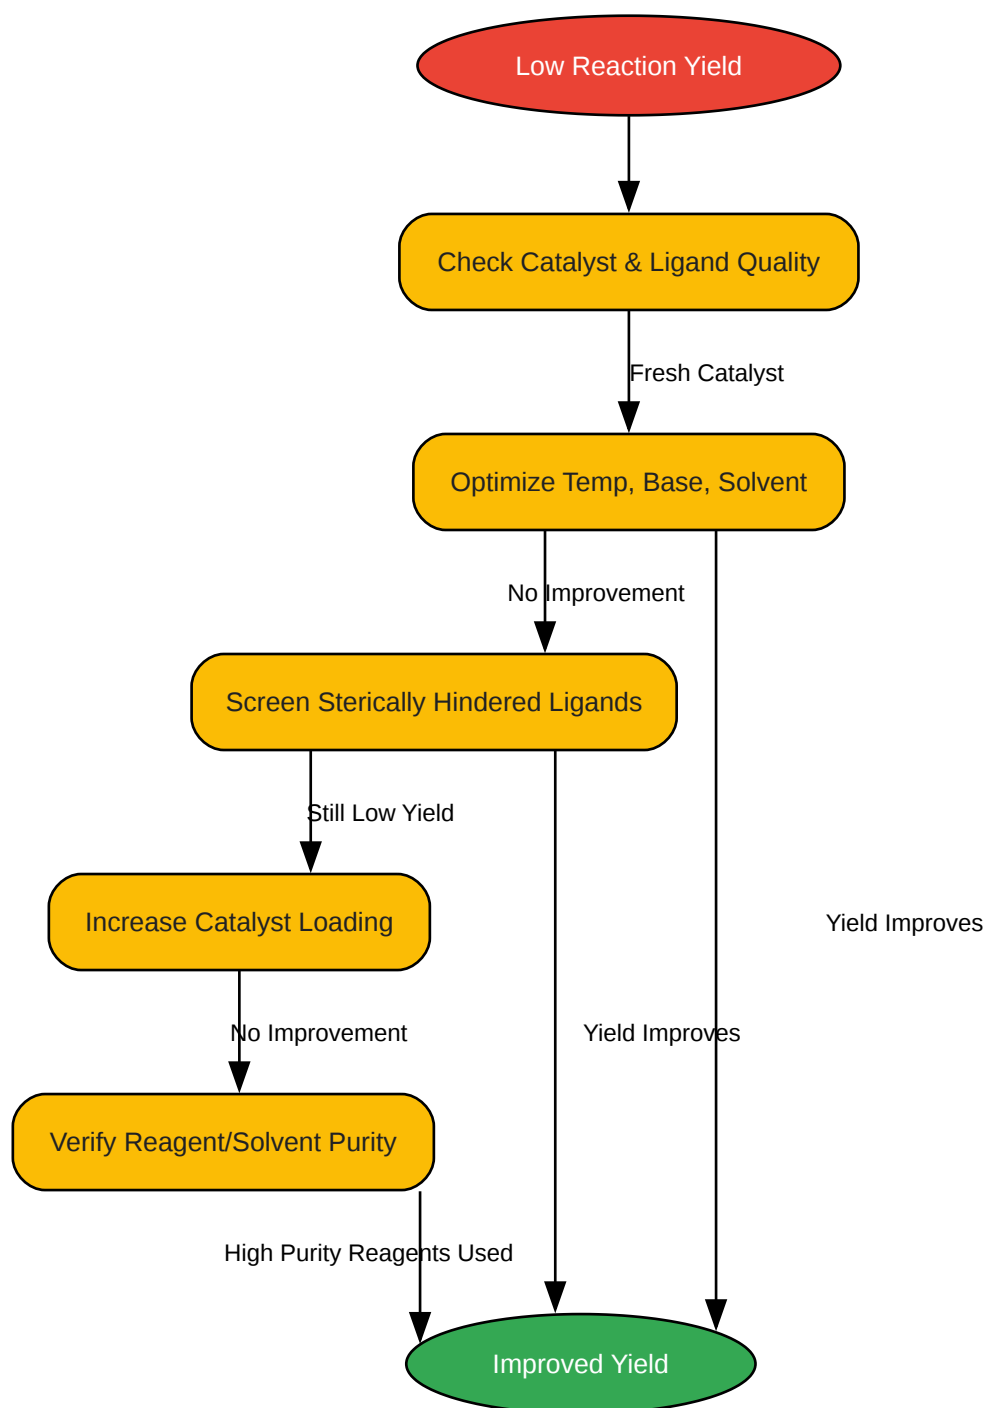 Low Reaction Yield
Check Catalyst & Ligand Quality
Fresh Catalyst
Optimize Temp, Base, Solvent
No Improvement
Screen Sterically Hindered Ligands
Still Low Yield
Increase Catalyst Loading
Yield Improves
No Improvement
Yield Improves
Verify Reagent/Solvent Purity
High Purity Reagents Used
Improved Yield